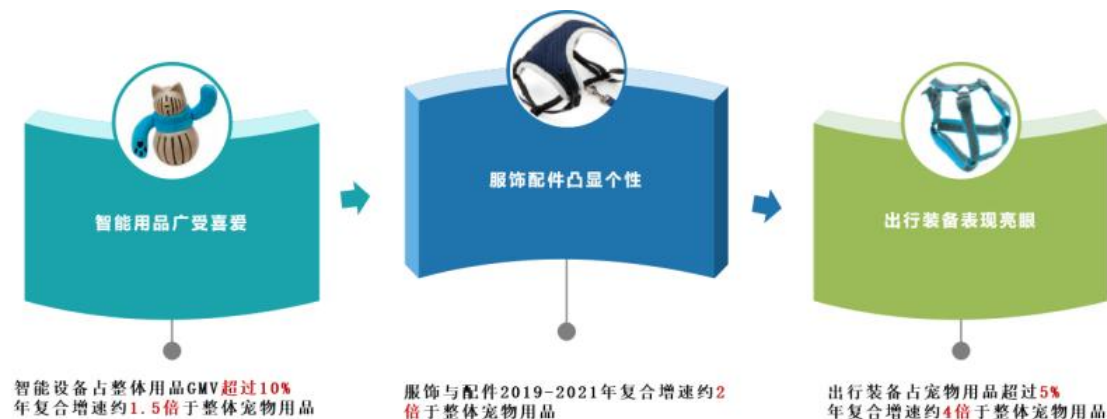 智能用品广受喜爱
服饰配件凸显个性
出行装备表现亮眼
智能设备占整体用品GMV超过10%
年复合增速约1.5倍于整体宠物用品
服饰与配件2019-2021年复合增速约2
倍于整体宠物用品
出行装备占宠物用品超过5%
年复合增速约4倍于整体宠物用品